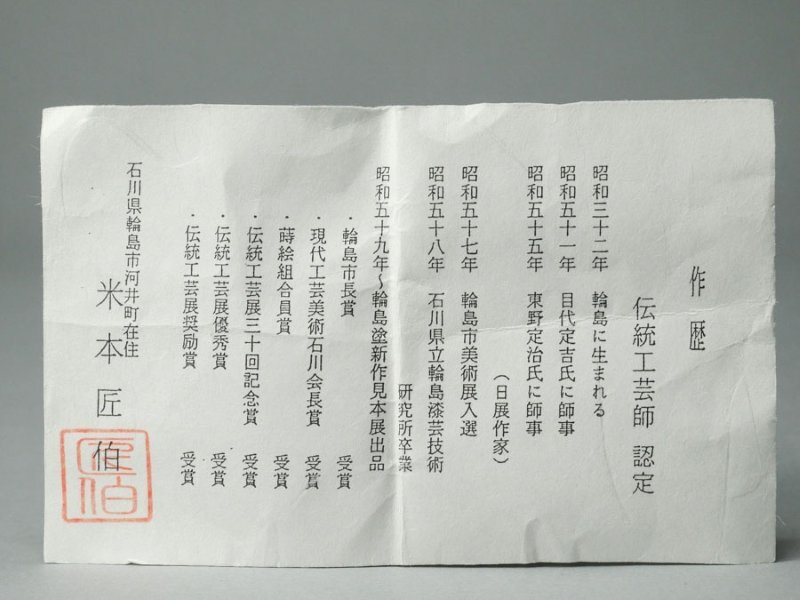 作歴
伝統工芸師 認定
昭和三十二年 輪島に生まれる
昭和五十一年 目代定吉氏に師事
昭和五十五年 東野定治氏に師事
(日展作家)
昭和五十七年 輪島市美術展入選
昭和五十八年 石川県立輪島漆芸技術
研究所卒業
昭和五十九年〜輪島塗新作見本展出品
・輪島市長賞 受賞
・現代工芸美術石川会長賞 受賞
・蒔絵組合員賞 受賞
・伝統工芸展三十回記念賞 受賞
・伝統工芸展優秀賞 受賞
・伝統工芸展奨励賞 受賞
石川県輪島市河井町在住
米本匠伯
匠伯